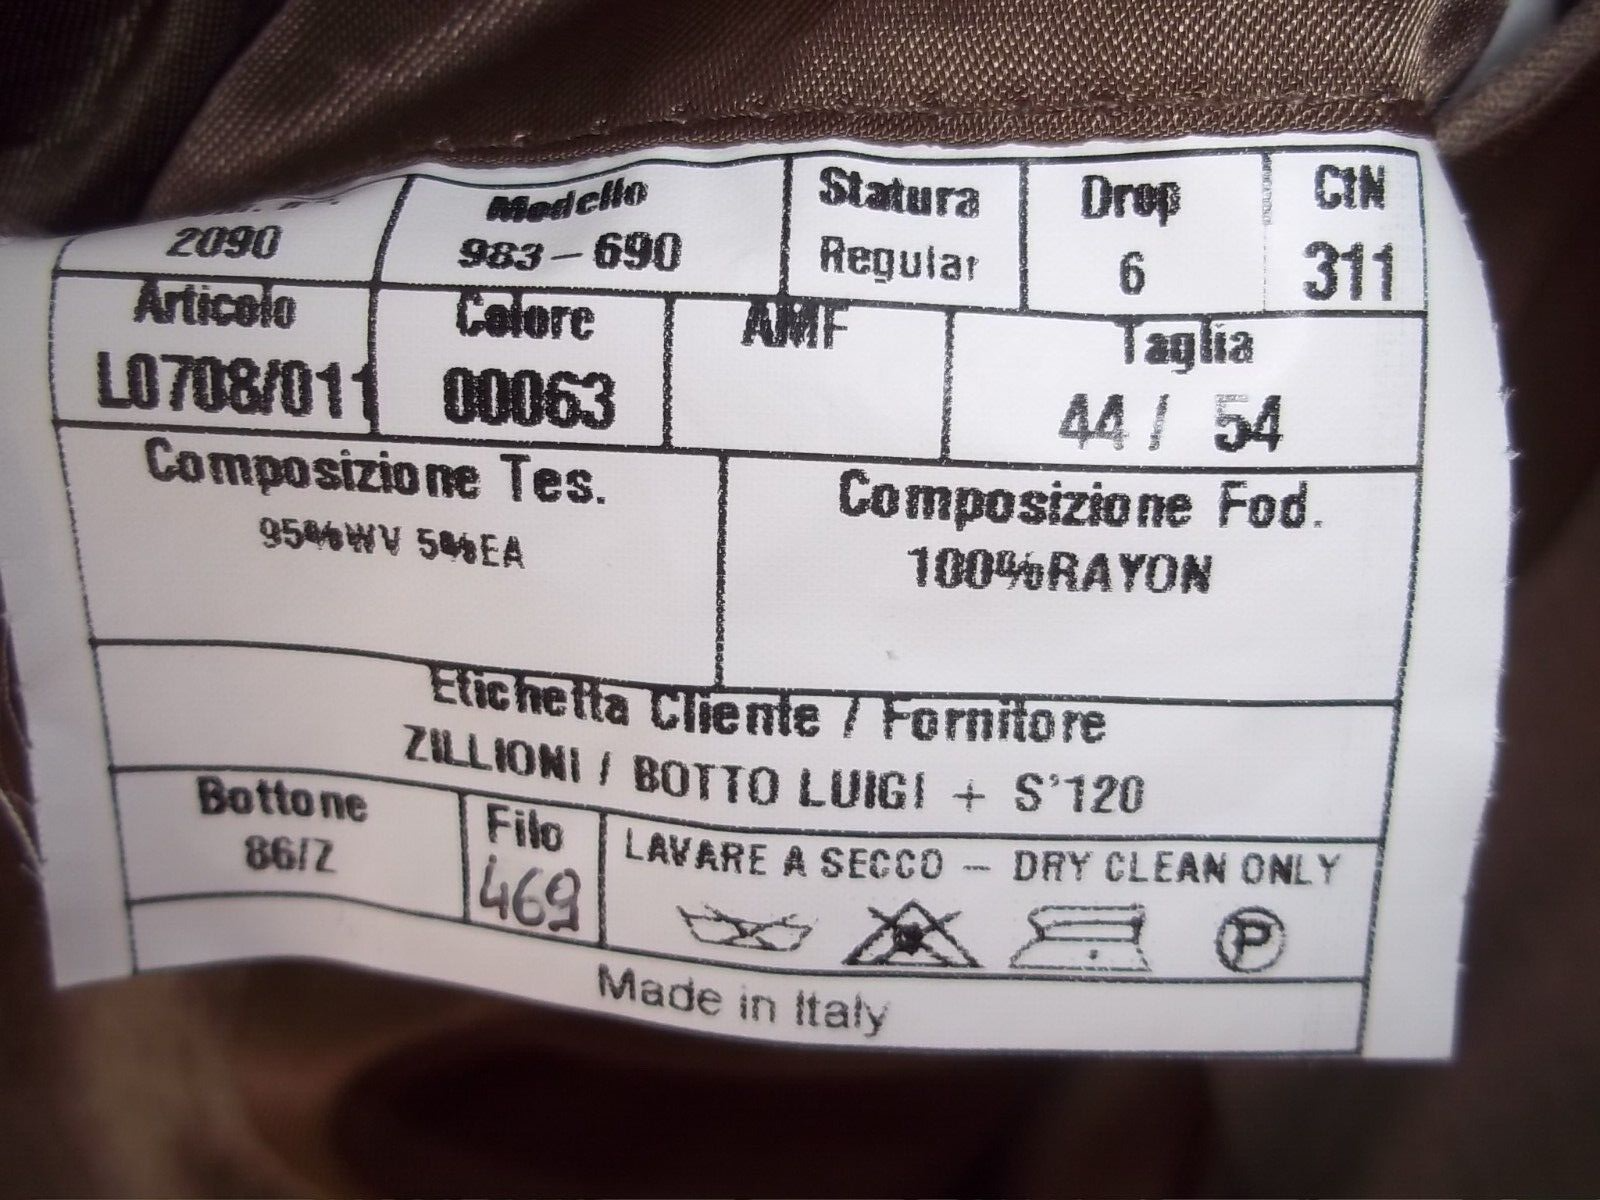 Modello Statura Drop CtN
2090 983-690 Regular 6 311
Articolo Colore AMF Taglia
L0708/011 00063 44 / 54
Composizione Tes. Composizione Fod.
95%WV 5%EA 100%RAYON
Etichetta Cliente / Fornitore
ZILLIONI / BOTTO LUIGI + S'120
Bottone Filo LAVARE A SECCO - DRY CLEAN ONLY
86/Z 469 P
Made in Italy